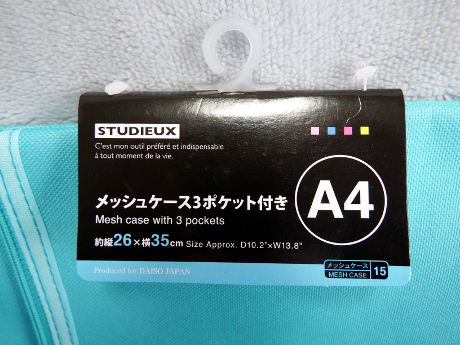 STUDIEUX
C'est mon outil préféré et indispensable
à tout moment de la vie.
メッシュケース3ポケット付き
Mesh case with 3 pockets
A4
約縦26×横35cm Size Approx. D10.2"×W13.8"
Produced for DAISO JAPAN
メッシュケース
MESH CASE
15